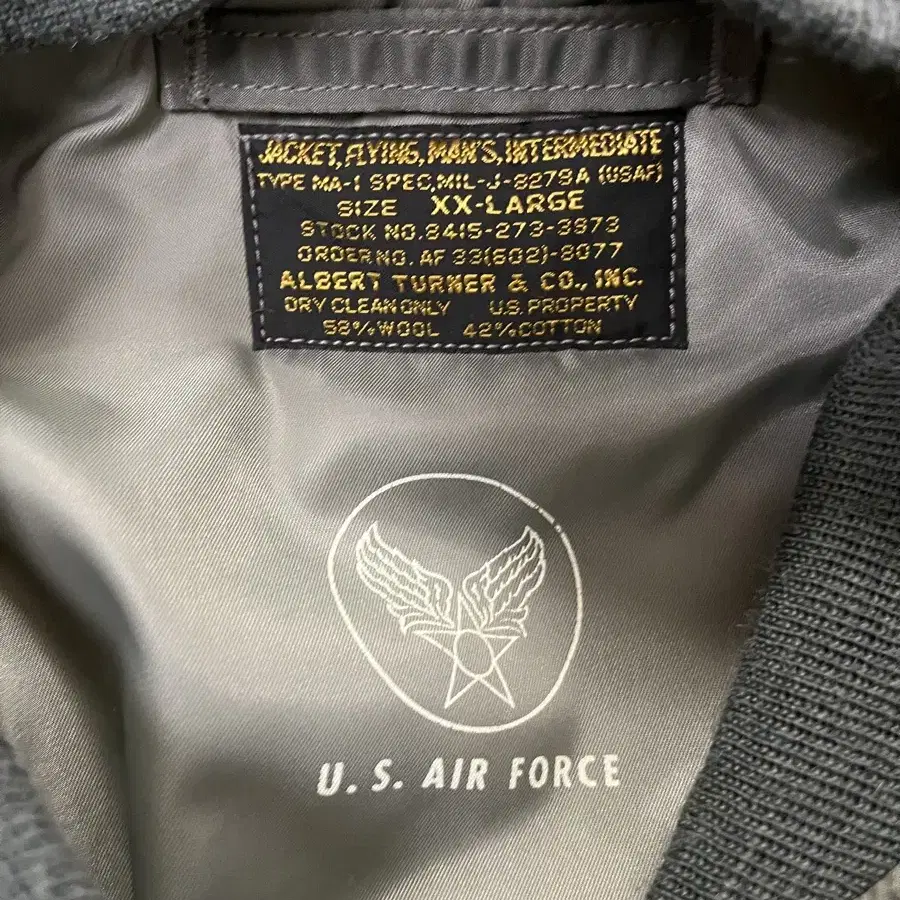 JACKET, FLYING, MAN'S, INTERMEDIATE
TYPE MA-1 SPEC, MIL-J-8279A (USAF)
SIZE XX-LARGE
STOCK NO. 8415-273-3973
ORDER NO. AF 33(602)-8077
ALBERT TURNER & CO., INC.
DRY CLEAN ONLY U.S. PROPERTY
58% WOOL 42% COTTON
U. S. AIR FORCE